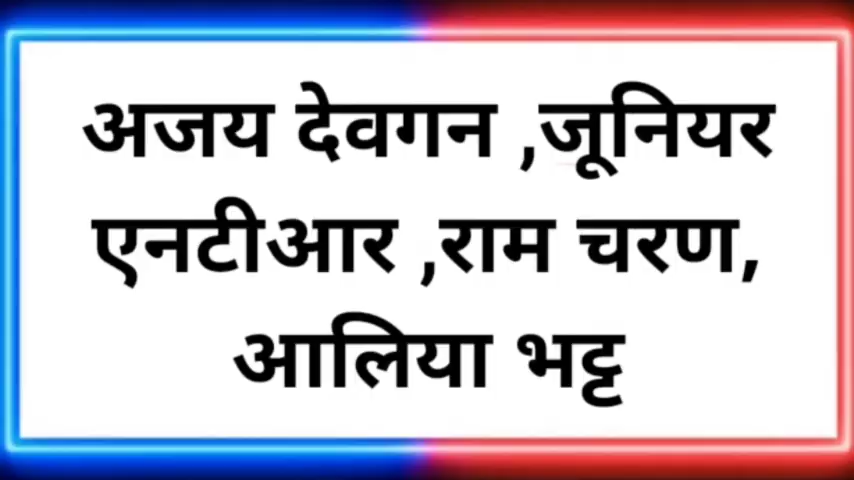 अजय देवगन ,जूनियर
एनटीआर ,राम चरण,
आलिया भट्ट